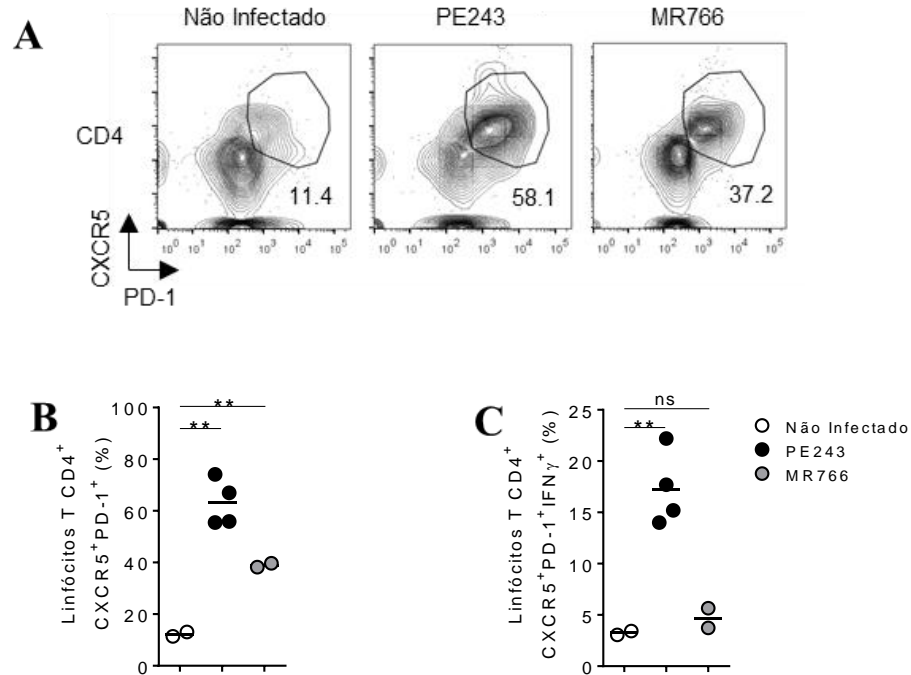 A
Não Infectado PE243 MR766
CD4
CXCR5
PD-1
11.4 58.1 37.2
10⁰ 10¹ 10² 10³ 10⁴ 10⁵ 10⁰ 10¹ 10² 10³ 10⁴ 10⁵ 10⁰ 10¹ 10² 10³ 10⁴ 10⁵
B
Linfócitos T CD4⁺
CXCR5⁺PD-1⁺ (%)
100
80
60
40
20
0
**
**
C
Linfócitos T CD4⁺
CXCR5⁺PD-1⁺IFNγ⁺ (%)
25
20
15
10
5
0
ns
**
Não Infectado
PE243
MR766